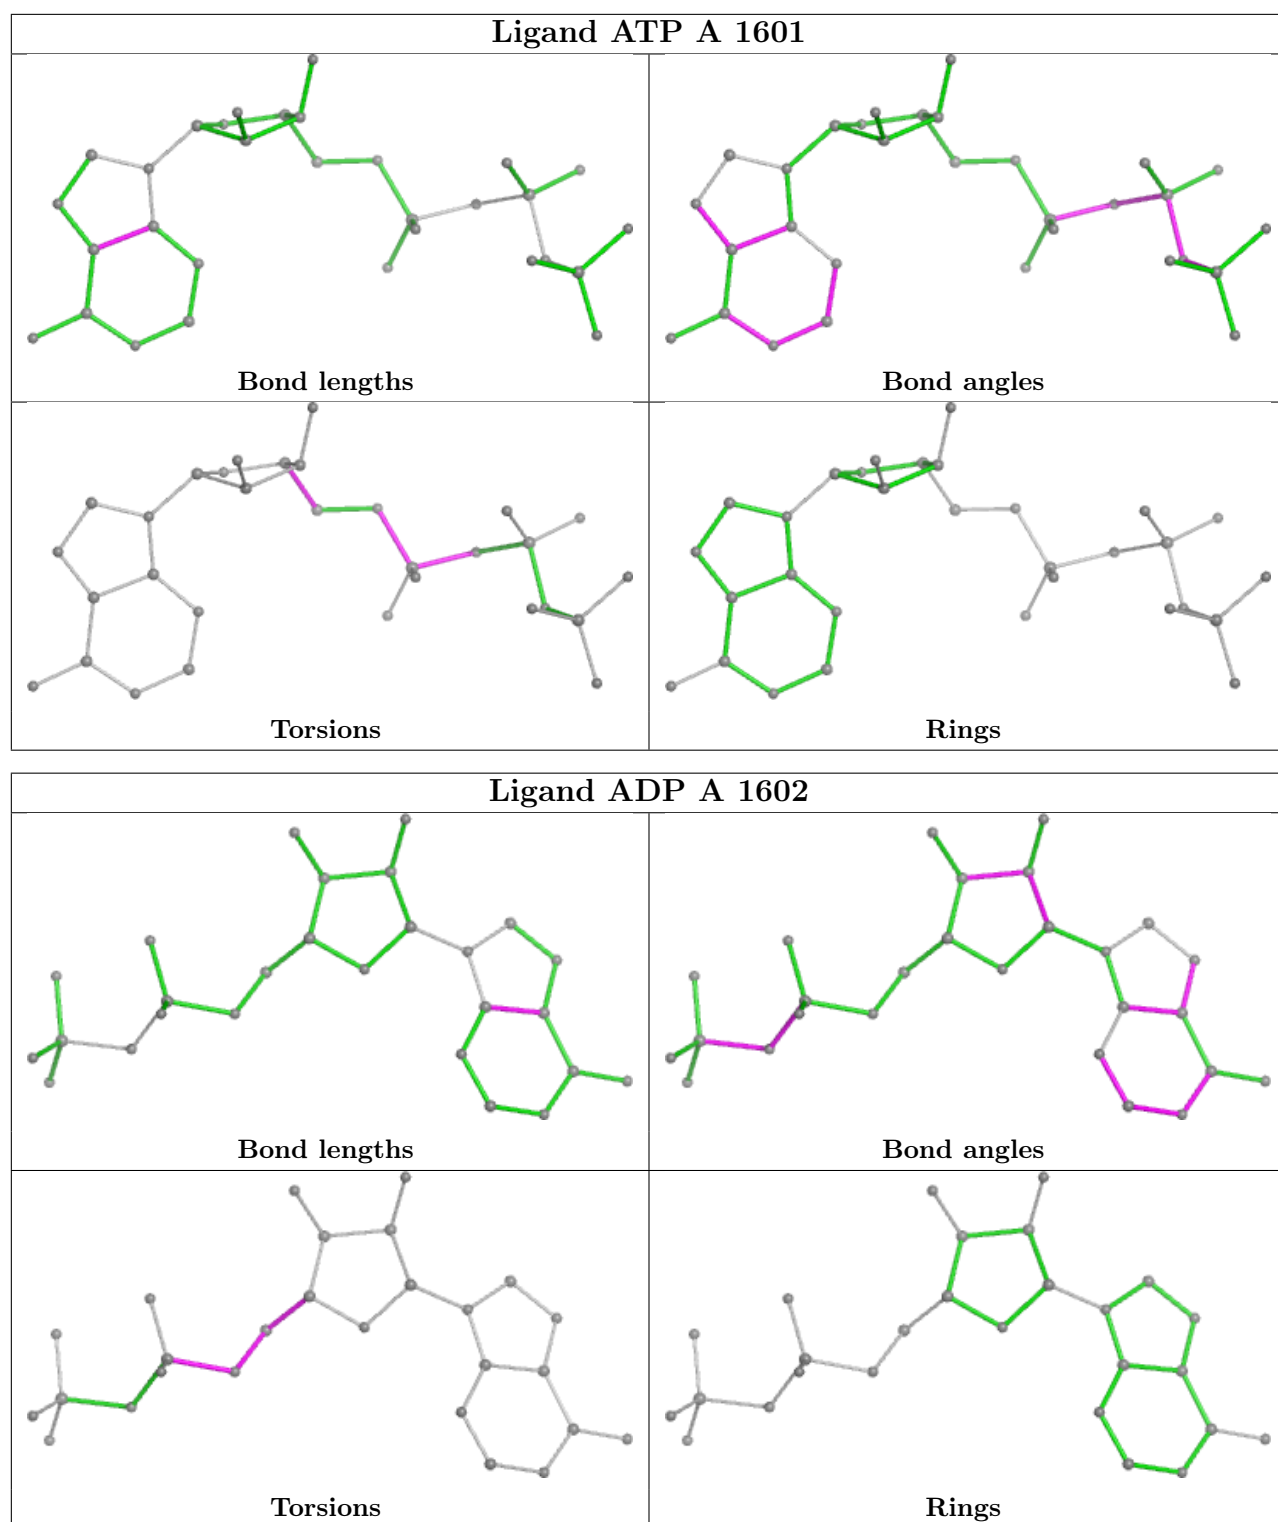 Ligand ATP A 1601
Bond lengths
Bond angles
Torsions
Rings
Ligand ADP A 1602
Bond lengths
Bond angles
Torsions
Rings